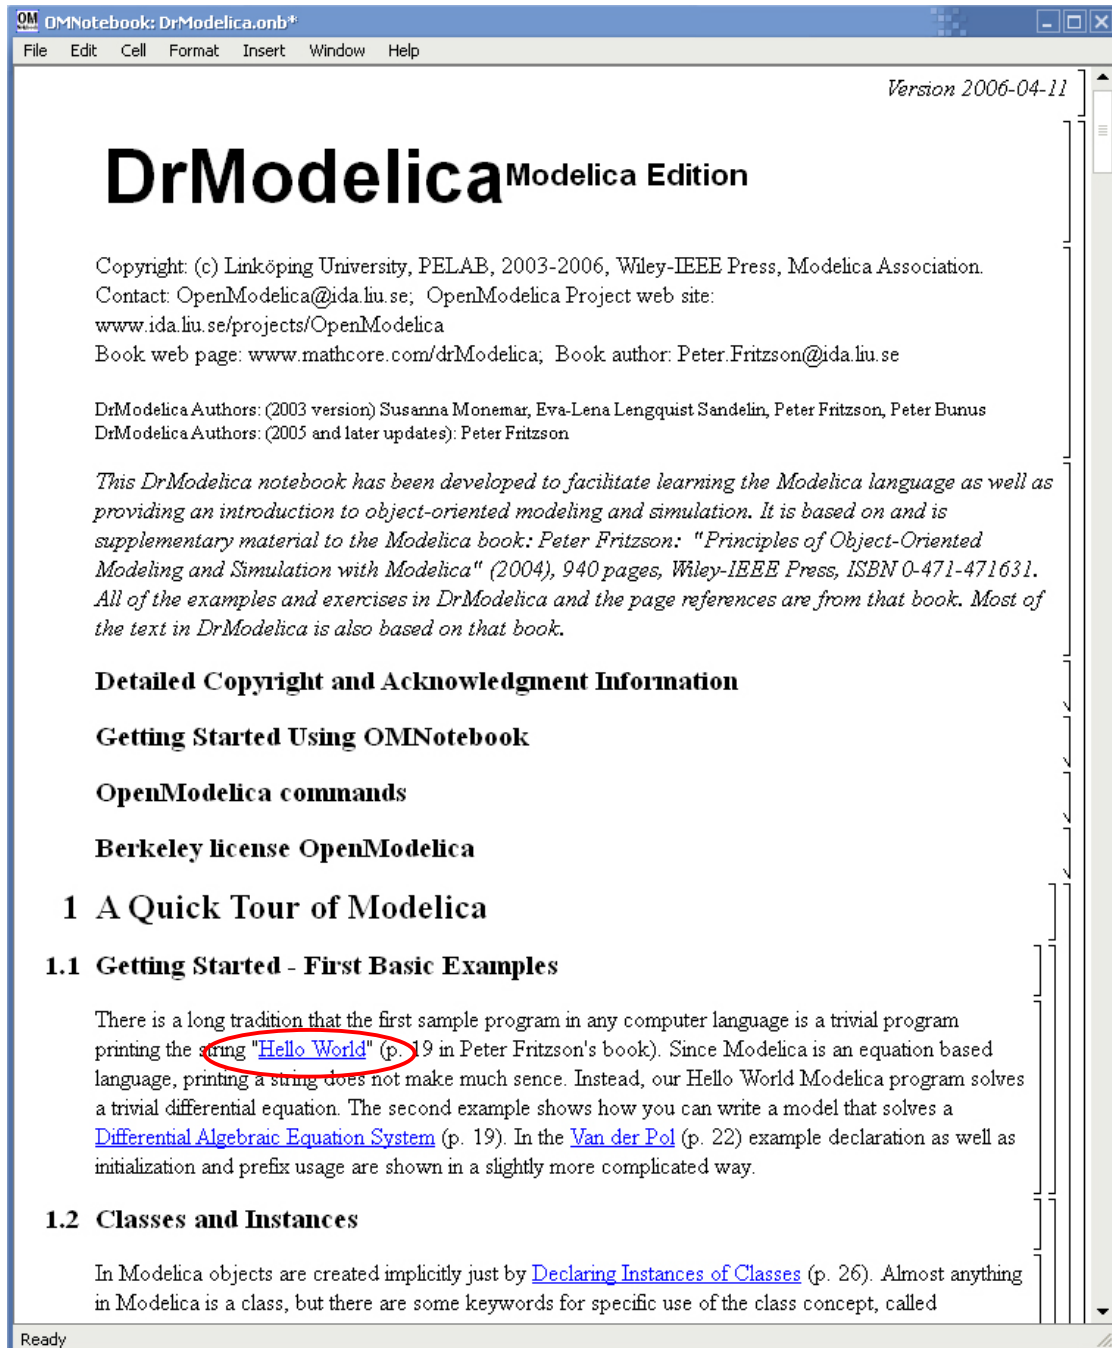 OMNotebook: DrModelica.onb*
File Edit Cell Format Insert Window Help
Version 2006-04-11
DrModelica Modelica Edition
Copyright: (c) Linköping University, PELAB, 2003-2006, Wiley-IEEE Press, Modelica Association.
Contact: OpenModelica@ida.liu.se; OpenModelica Project web site:
www.ida.liu.se/projects/OpenModelica
Book web page: www.mathcore.com/drModelica; Book author: Peter.Fritzson@ida.liu.se
DrModelica Authors: (2003 version) Susanna Monemar, Eva-Lena Lengquist Sandelin, Peter Fritzson, Peter Bunus
DrModelica Authors: (2005 and later updates): Peter Fritzson
This DrModelica notebook has been developed to facilitate learning the Modelica language as well as
providing an introduction to object-oriented modeling and simulation. It is based on and is
supplementary material to the Modelica book: Peter Fritzson: "Principles of Object-Oriented
Modeling and Simulation with Modelica" (2004), 940 pages, Wiley-IEEE Press, ISBN 0-471-471631.
All of the examples and exercises in DrModelica and the page references are from that book. Most of
the text in DrModelica is also based on that book.
Detailed Copyright and Acknowledgment Information
Getting Started Using OMNotebook
OpenModelica commands
Berkeley license OpenModelica
1 A Quick Tour of Modelica
1.1 Getting Started - First Basic Examples
There is a long tradition that the first sample program in any computer language is a trivial program
printing the string "Hello World" (p. 19 in Peter Fritzson's book). Since Modelica is an equation based
language, printing a string does not make much sence. Instead, our Hello World Modelica program solves
a trivial differential equation. The second example shows how you can write a model that solves a
Differential Algebraic Equation System (p. 19). In the Van der Pol (p. 22) example declaration as well as
initialization and prefix usage are shown in a slightly more complicated way.
1.2 Classes and Instances
In Modelica objects are created implicitly just by Declaring Instances of Classes (p. 26). Almost anything
in Modelica is a class, but there are some keywords for specific use of the class concept, called
Ready